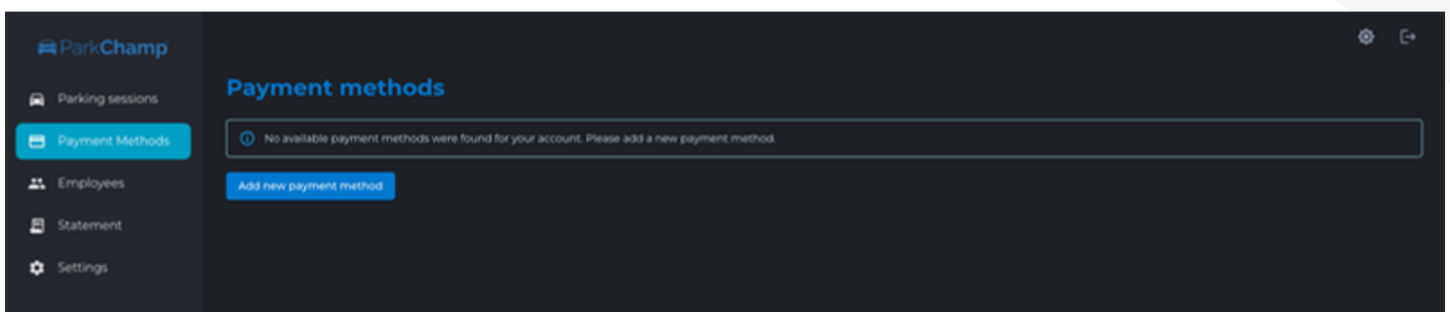 ParkChamp
Parking sessions
Payment Methods
Employees
Statement
Settings
Payment methods
No available payment methods were found for your account. Please add a new payment method.
Add new payment method